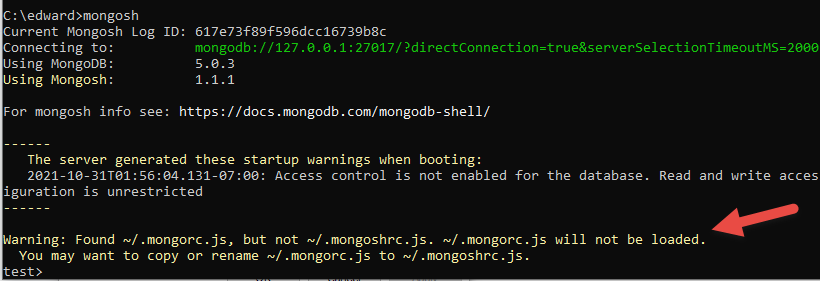 C:\edward>mongosh
Current Mongosh Log ID: 617e73f89f596dcc16739b8c
Connecting to:          mongodb://127.0.0.1:27017/?directConnection=true&serverSelectionTimeoutMS=2000
Using MongoDB:          5.0.3
Using Mongosh:          1.1.1
For mongosh info see: https://docs.mongodb.com/mongodb-shell/
------
   The server generated these startup warnings when booting:
   2021-10-31T01:56:04.131-07:00: Access control is not enabled for the database. Read and write acces
iguration is unrestricted
------
Warning: Found ~/.mongorc.js, but not ~/.mongoshrc.js. ~/.mongorc.js will not be loaded.
  You may want to copy or rename ~/.mongorc.js to ~/.mongoshrc.js.
test>